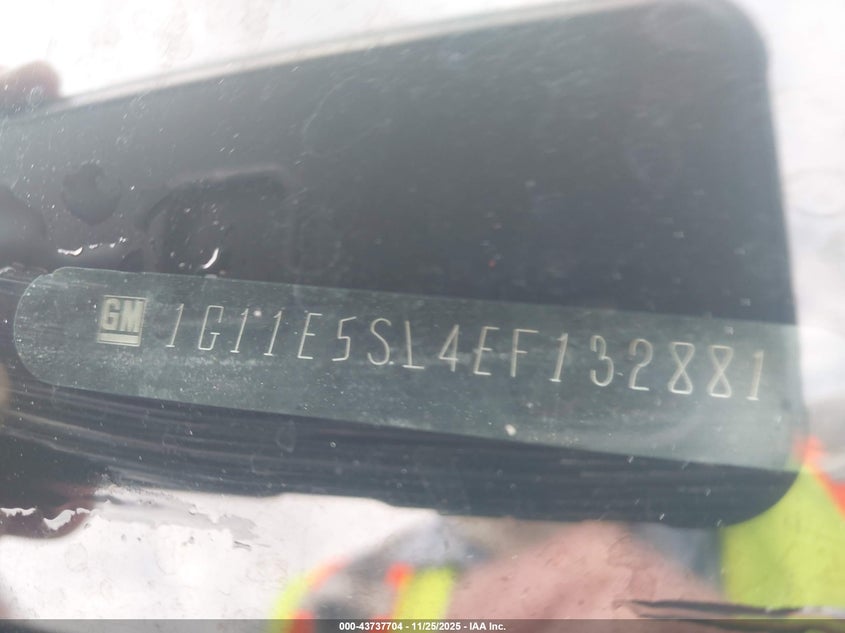 GM 1G11E5SL4EF132881
000-43737704 - 11/25/2025 - IAA Inc.